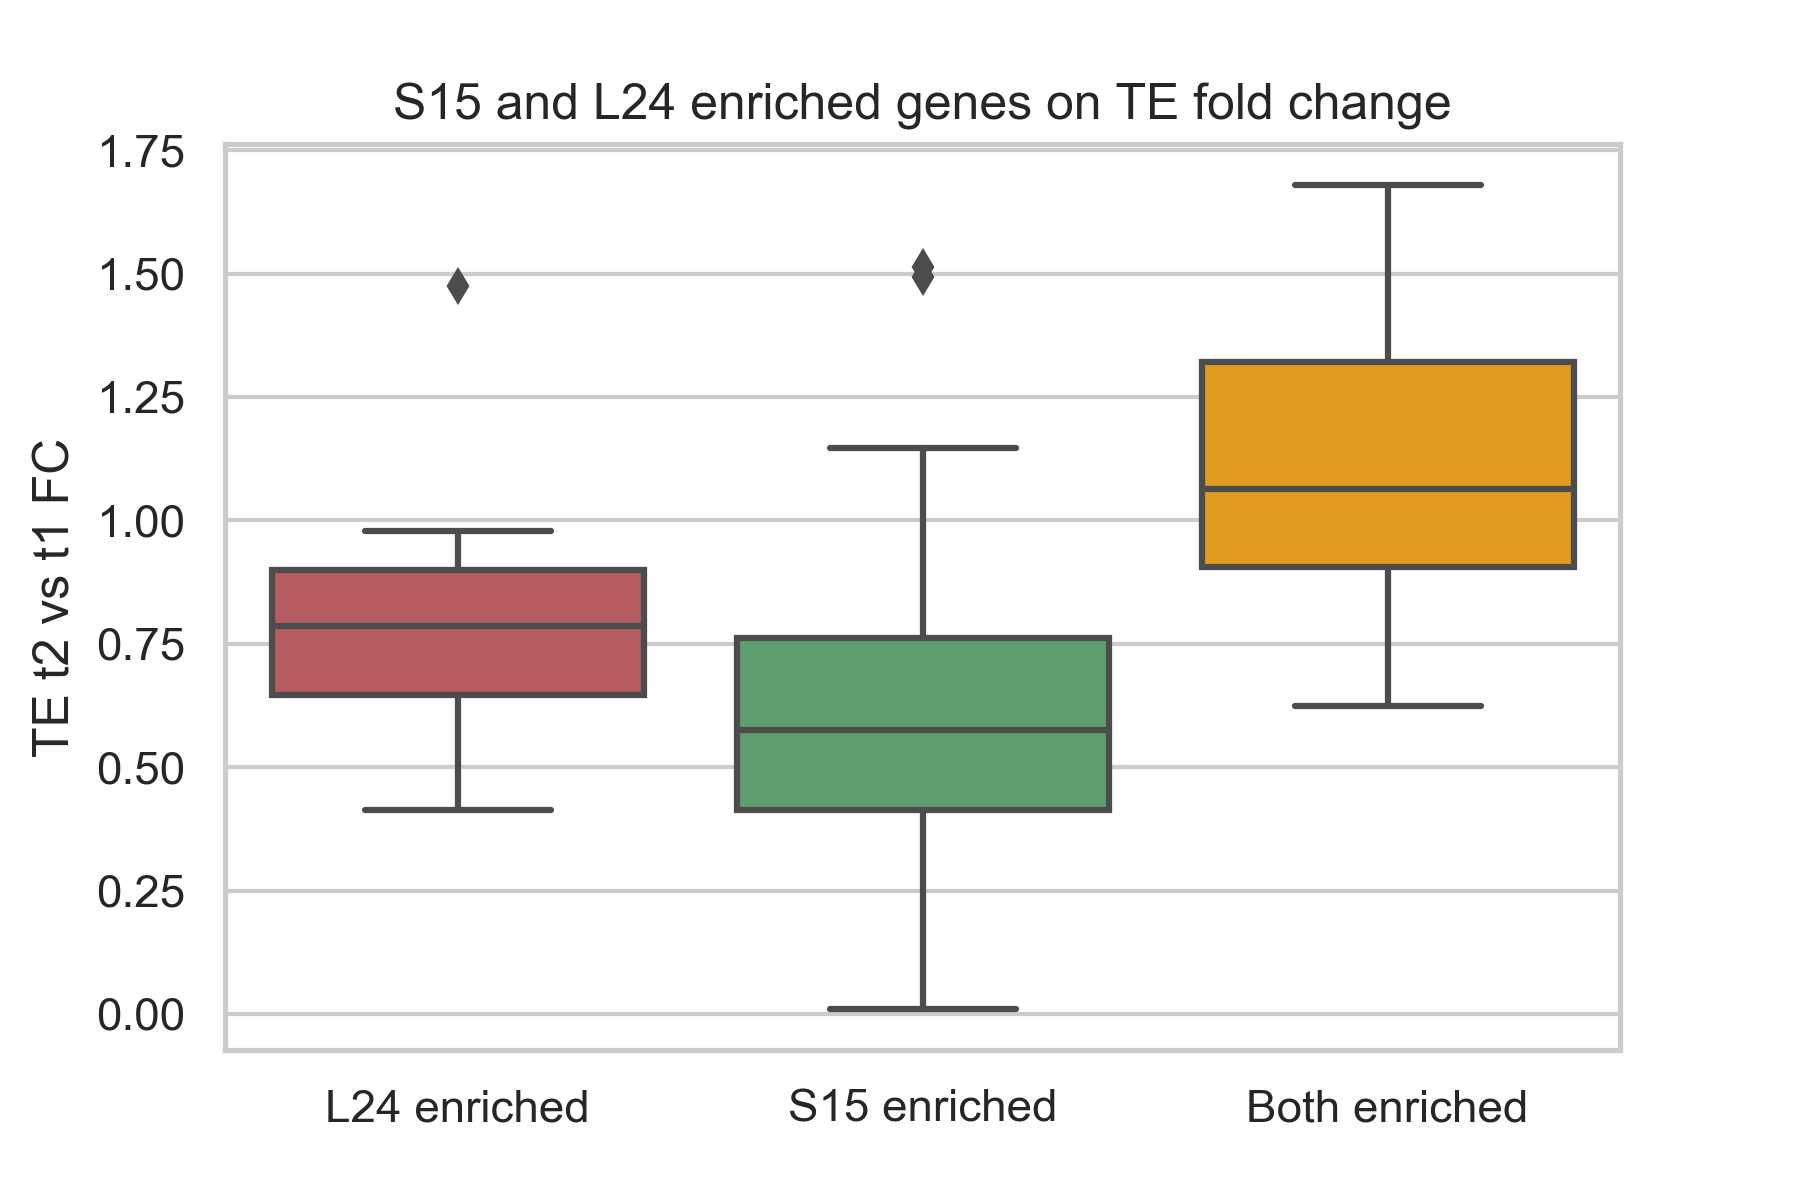 S15 and L24 enriched genes on TE fold change
TE t2 vs t1 FC
1.75
1.50
1.25
1.00
0.75
0.50
0.25
0.00
L24 enriched
S15 enriched
Both enriched